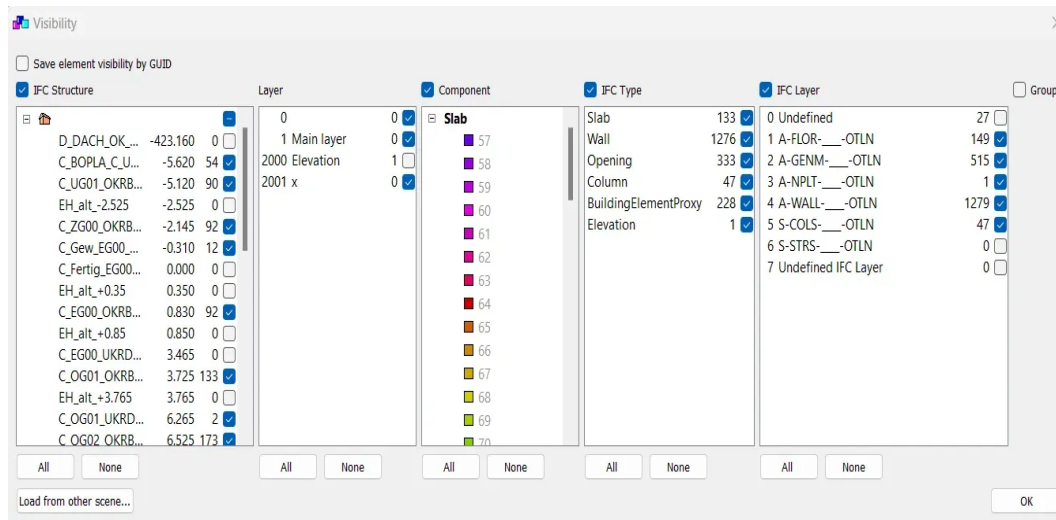 Visibility
Save element visibility by GUID
IFC Structure
D_DACH_OK_... -423.160 0
C_BOPLA_C_U... -5.620 54
C_UG01_OKRB... -5.120 90
EH_alt_-2.525 -2.525 0
C_ZG00_OKRB... -2.145 92
C_Gew_EG00_... -0.310 12
C_Fertig_EG00... 0.000 0
EH_alt_+0.35 0.350 0
C_EG00_OKRB... 0.830 92
EH_alt_+0.85 0.850 0
C_EG00_UKRD... 3.465 0
C_OG01_OKRB... 3.725 133
EH_alt_+3.765 3.765 0
C_OG01_UKRD... 6.265 2
C_OG02_OKRB... 6.525 173
All None
Layer
0 0
1 Main layer 0
2000 Elevation 1
2001 x 0
All None
Component
Slab
57
58
59
60
61
62
63
64
65
66
67
68
69
70
All None
IFC Type
Slab 133
Wall 1276
Opening 333
Column 47
BuildingElementProxy 228
Elevation 1
All None
IFC Layer
0 Undefined 27
1 A-FLOR-___-OTLN 149
2 A-GENM-___-OTLN 515
3 A-NPLT-___-OTLN 1
4 A-WALL-___-OTLN 1279
5 S-COLS-___-OTLN 47
6 S-STRS-___-OTLN 0
7 Undefined IFC Layer 0
All None
Group
Load from other scene...
OK